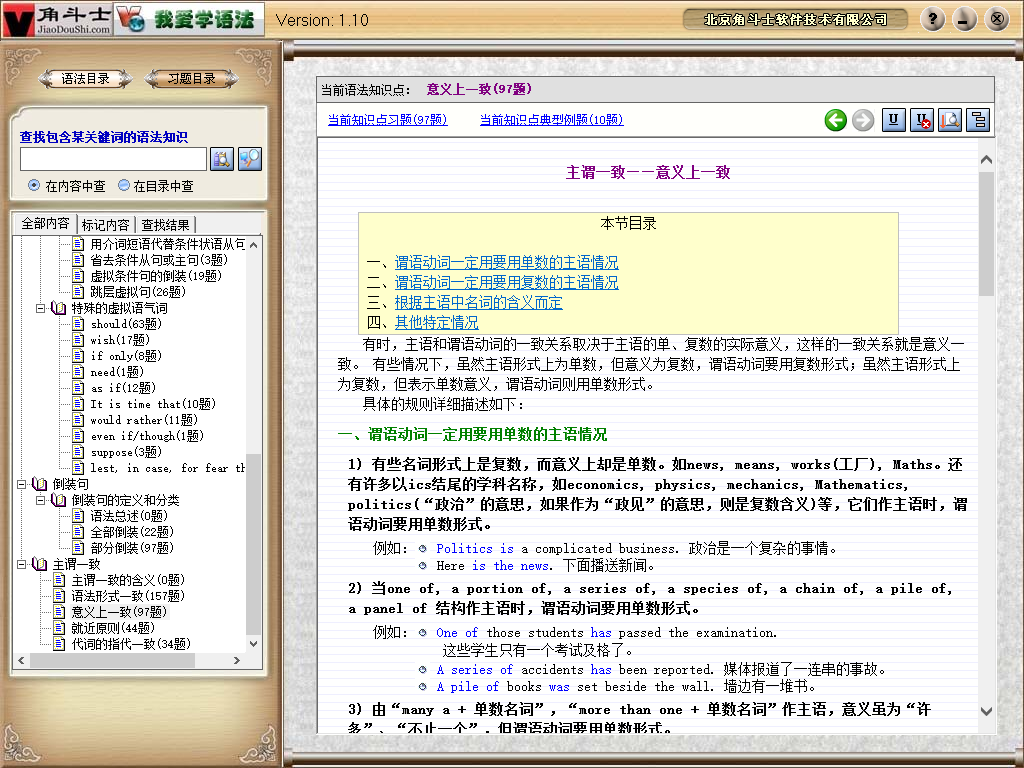 角斗士
JiaoDouShi.com
我爱学语法
Version: 1.10
北京角斗士软件技术有限公司
语法目录
习题目录
查找包含某关键词的语法知识
在内容中查
在目录中查
全部内容
标记内容
查找结果
用介词短语代替条件状语从句
省去条件从句或主句(3题)
虚拟条件句的倒装(19题)
跳层虚拟句(26题)
特殊的虚拟语气词
should(63题)
wish(17题)
if only(8题)
need(1题)
as if(12题)
It is time that(10题)
would rather(11题)
even if/though(1题)
suppose(3题)
lest, in case, for fear th
倒装句
倒装句的定义和分类
语法总述(0题)
全部倒装(22题)
部分倒装(97题)
主谓一致
主谓一致的含义(0题)
语法形式一致(157题)
意义上一致(97题)
就近原则(44题)
代词的指代一致(34题)
当前语法知识点： 意义上一致(97题)
当前知识点习题(97题)
当前知识点典型例题(10题)
主谓一致－－意义上一致
本节目录
一、谓语动词一定用要用单数的主语情况
二、谓语动词一定用要用复数的主语情况
三、根据主语中名词的含义而定
四、其他特定情况
有时，主语和谓语动词的一致关系取决于主语的单、复数的实际意义，这样的一致关系就是意义一
致。 有些情况下，虽然主语形式上为单数，但意义为复数，谓语动词要用复数形式；虽然主语形式上
为复数，但表示单数意义，谓语动词则用单数形式。
具体的规则详细描述如下：
一、谓语动词一定用要用单数的主语情况
1) 有些名词形式上是复数，而意义上却是单数。如news, means, works(工厂), Maths。还
有许多以ics结尾的学科名称，如economics, physics, mechanics, Mathematics,
politics(“政治”的意思，如果作为“政见”的意思，则是复数含义)等，它们作主语时，谓
语动词要用单数形式。
例如： Politics is a complicated business. 政治是一个复杂的事情。
Here is the news. 下面播送新闻。
2) 当one of, a portion of, a series of, a species of, a chain of, a pile of,
a panel of 结构作主语时，谓语动词要用单数形式。
例如： One of those students has passed the examination.
这些学生只有一个考试及格了。
A series of accidents has been reported. 媒体报道了一连串的事故。
A pile of books was set beside the wall. 墙边有一堆书。
3) 由“many a + 单数名词”，“more than one + 单数名词”作主语，意义虽为“许
多”、“不止一个”，但谓语动词要用单数形式。